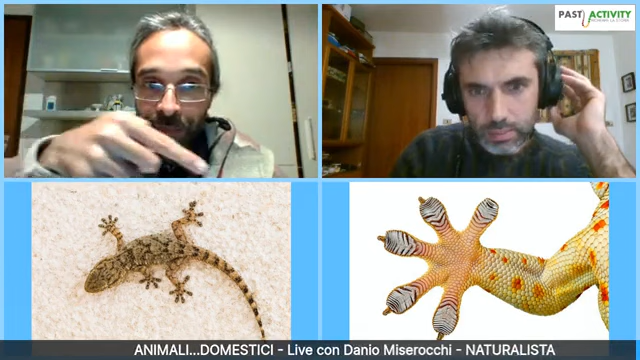 PAST ACTIVITY
ANIMALI...DOMESTICI - Live con Danio Miserocchi - NATURALISTA